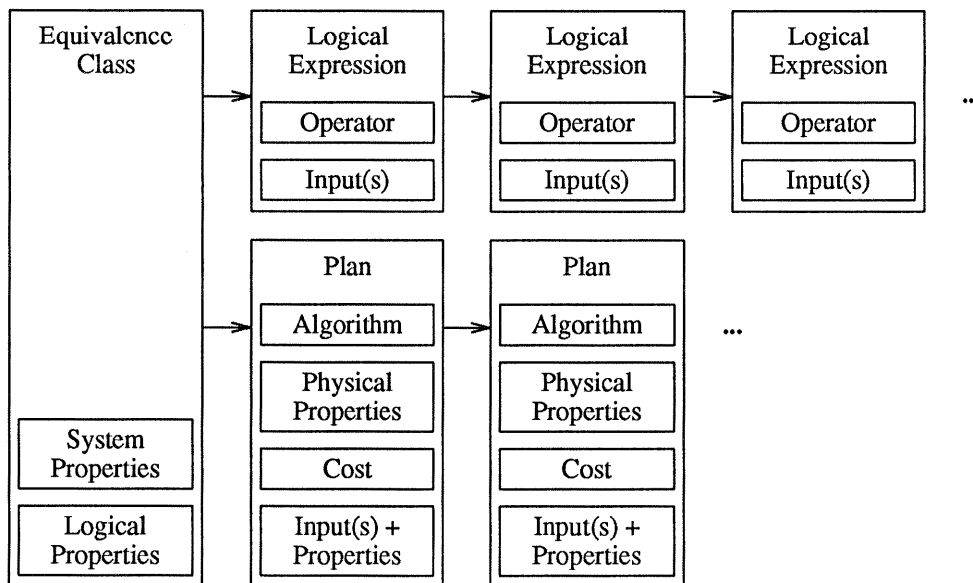 Equivalence
Class
System
Properties
Logical
Properties
Logical
Expression
Operator
Input(s)
Logical
Expression
Operator
Input(s)
Logical
Expression
Operator
Input(s)
..
Plan
Algorithm
Physical
Properties
Cost
Input(s) +
Properties
Plan
Algorithm
Physical
Properties
Cost
Input(s) +
Properties
...